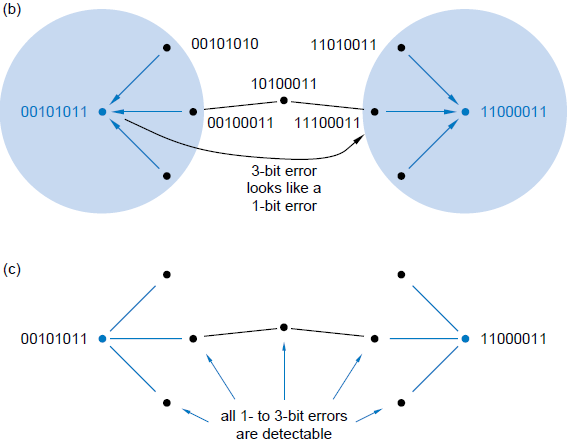 (b)
00101010
11010011
10100011
00101011
00100011
11100011
11000011
3-bit error
looks like a
1-bit error
(c)
00101011
11000011
all 1- to 3-bit errors
are detectable